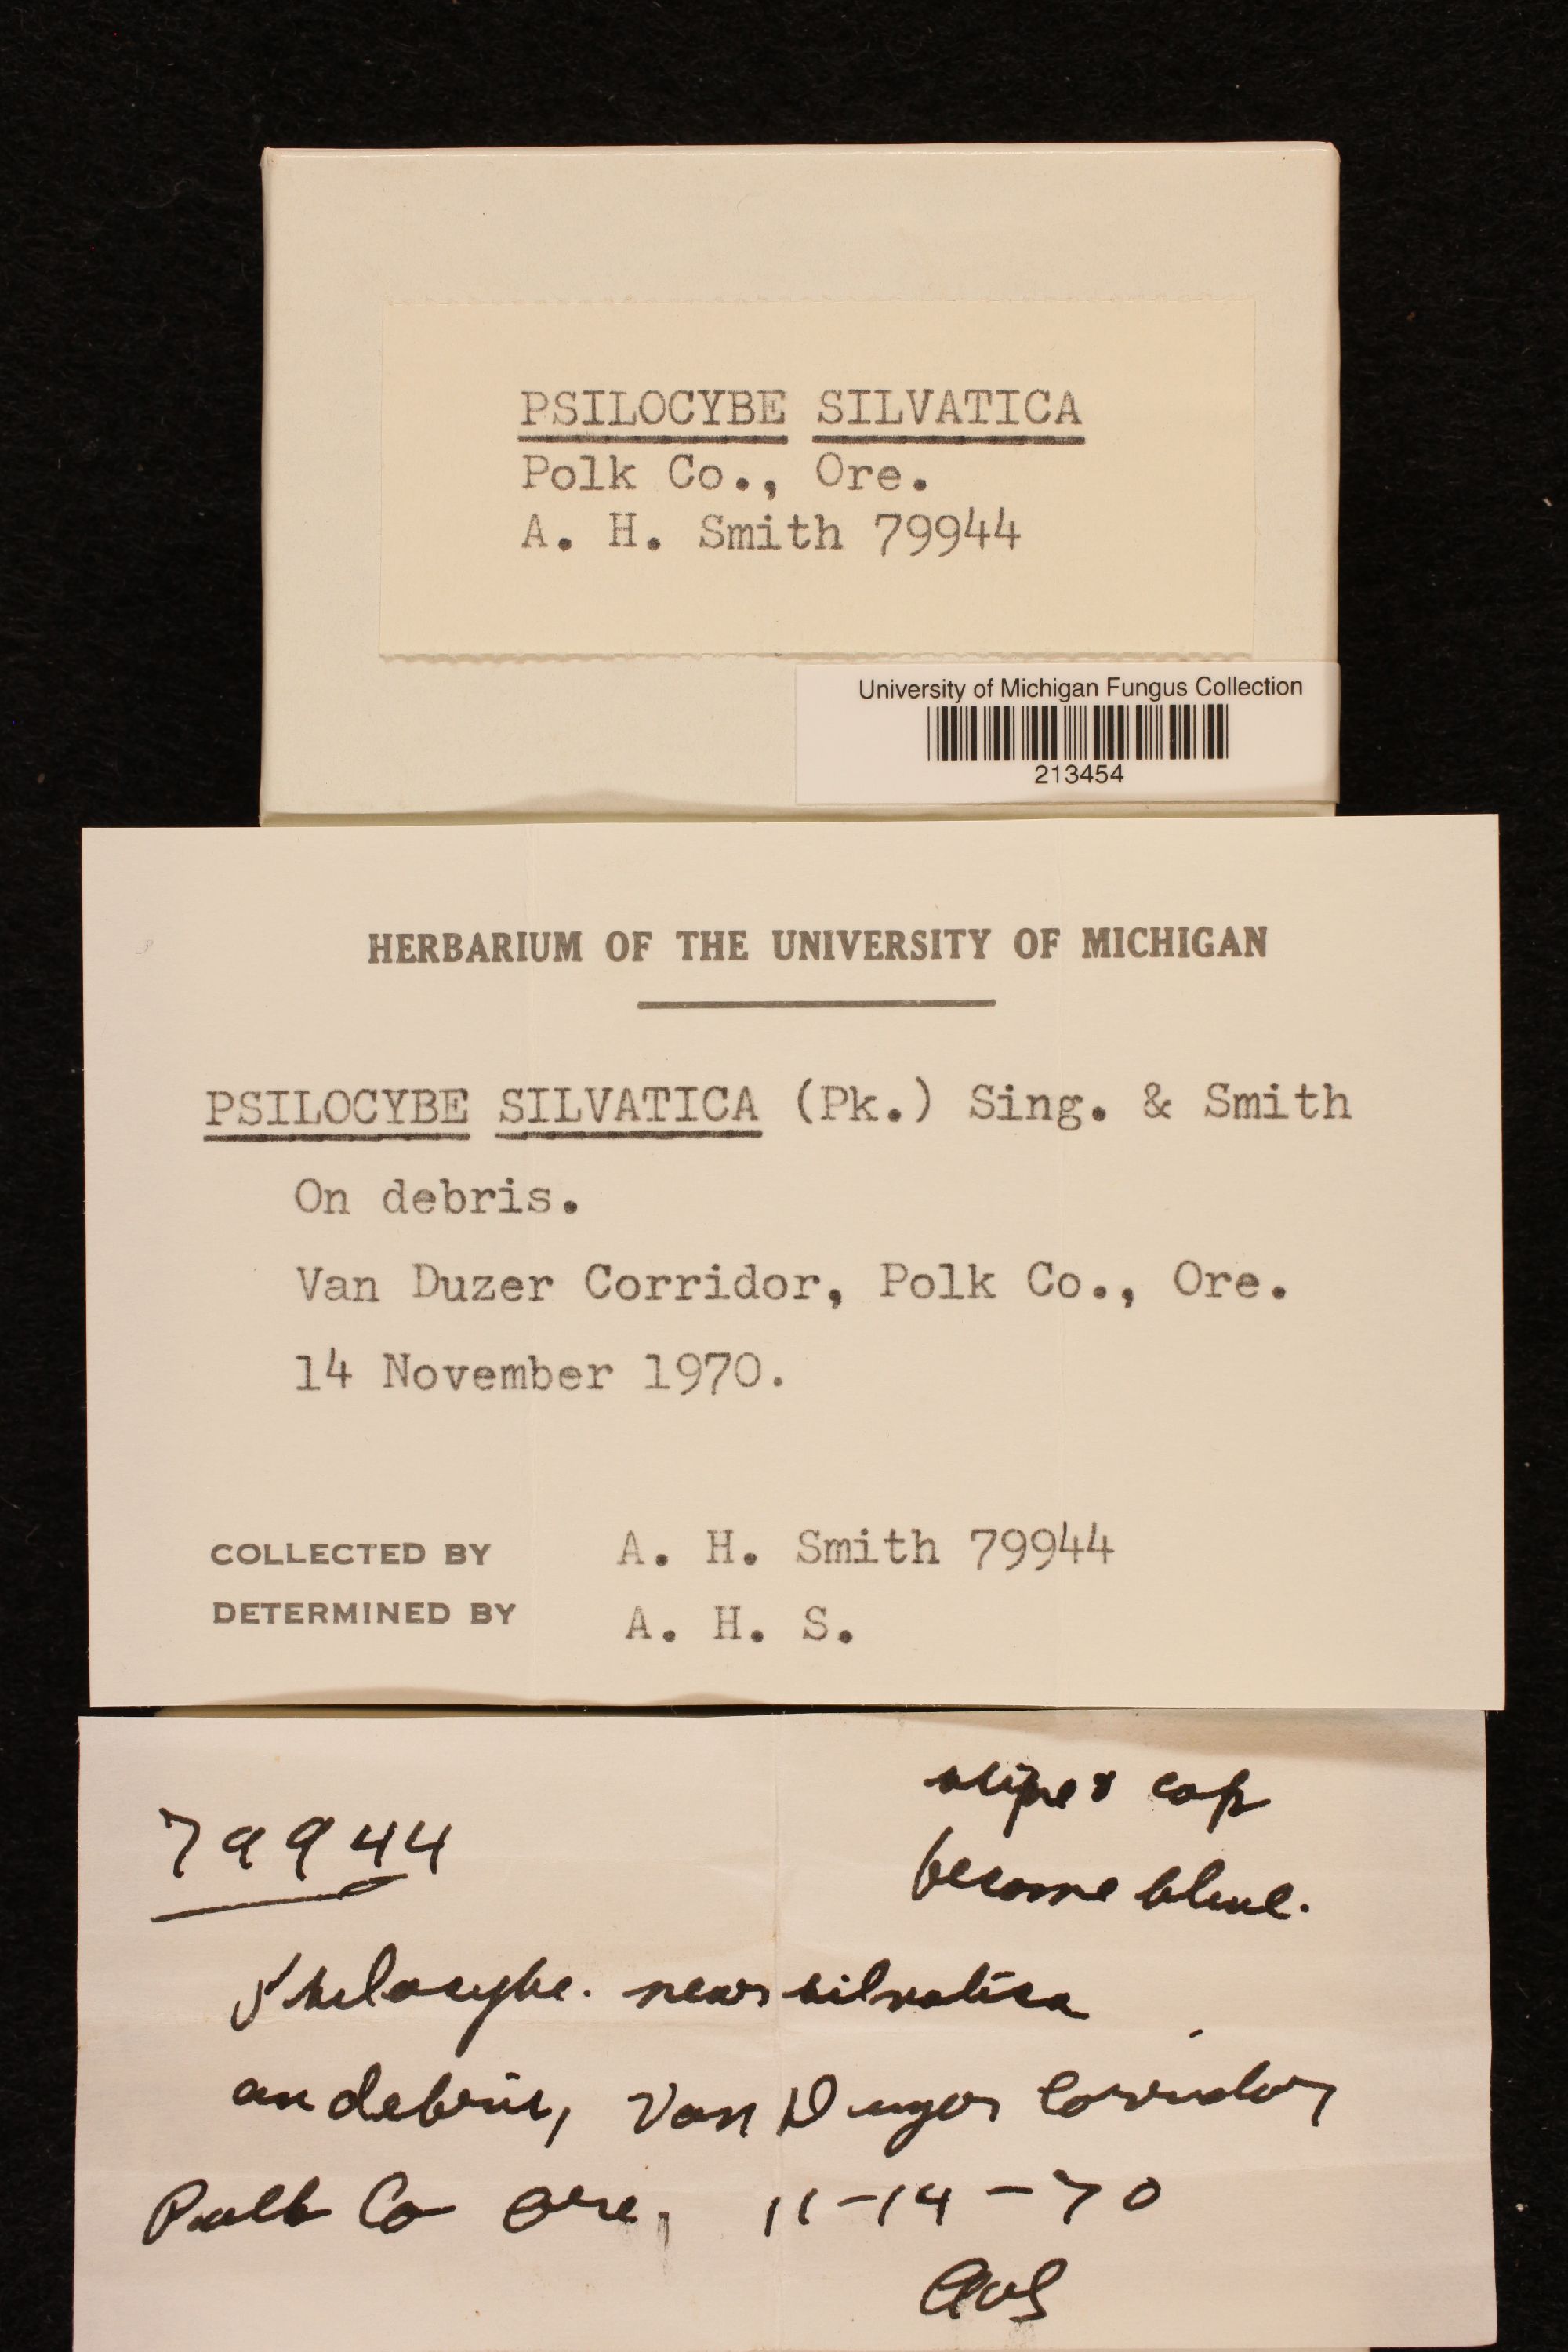 PSILOCYBE SILVATICA
Polk Co., Ore.
A. H. Smith 79944
University of Michigan Fungus Collection
213454
HERBARIUM OF THE UNIVERSITY OF MICHIGAN
PSILOCYBE SILVATICA (Pk.) Sing. & Smith
On debris.
Van Duzer Corridor, Polk Co., Ore.
14 November 1970.
COLLECTED BY A. H. Smith 79944
DETERMINED BY A. H. S.
stipe & cap
79944
become blue.
Psilocybe. near silvatica
on debris, Van Duzer Corridor
Polk Co Ore, 11-14-70
AHS